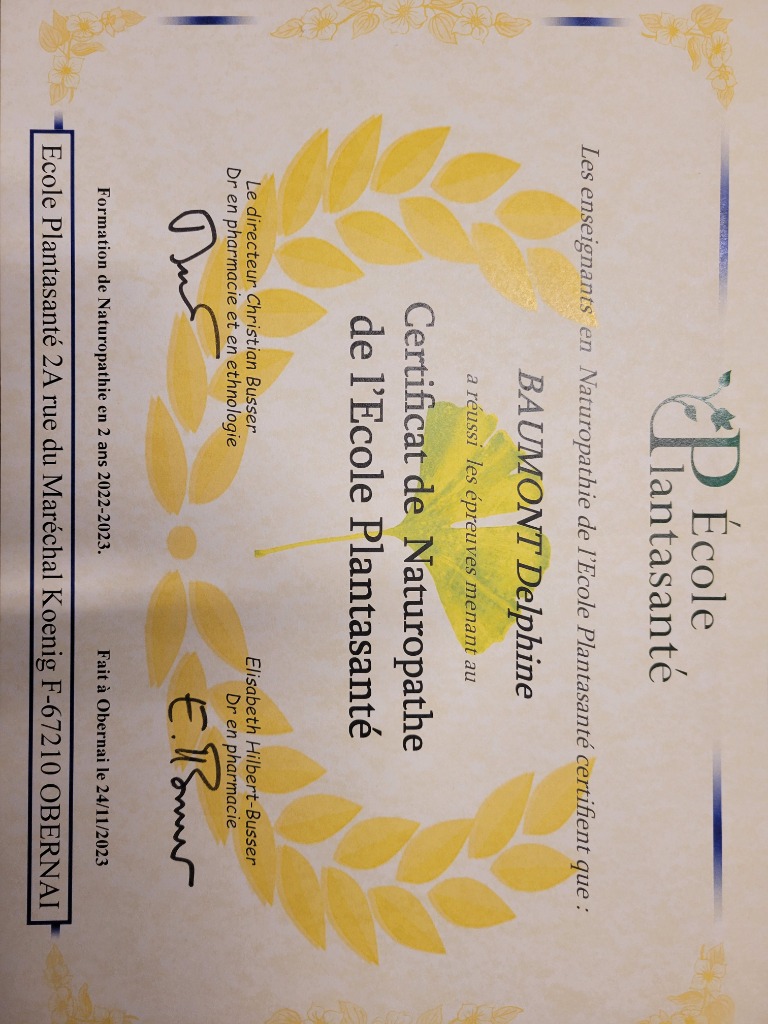 École
Plantasanté
Les enseignants en Naturopathie de l'Ecole Plantasanté certifient que :
BAUMONT Delphine
a réussi les épreuves menant au
Certificat de Naturopathe
de l'Ecole Plantasanté
Le directeur Christian Busser
Dr en pharmacie et en ethnologie
Elisabeth Hilbert-Busser
Dr en pharmacie
Formation de Naturopathie en 2 ans 2022-2023.
Fait à Obernai le 24/11/2023
Ecole Plantasanté 2A rue du Maréchal Koenig F-67210 OBERNAI